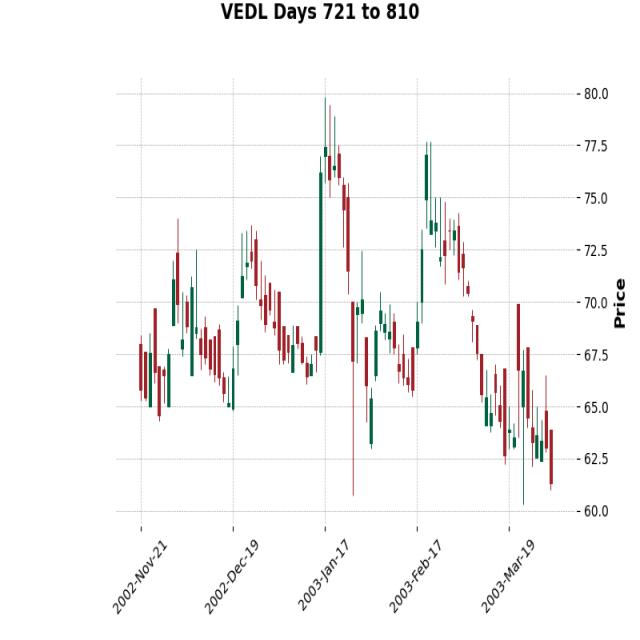 VEDL Days 721 to 810
80.0
77.5
75.0
72.5
70.0
67.5
65.0
62.5
60.0
Price
2002-Nov-21
2002-Dec-19
2003-Jan-17
2003-Feb-17
2003-Mar-19